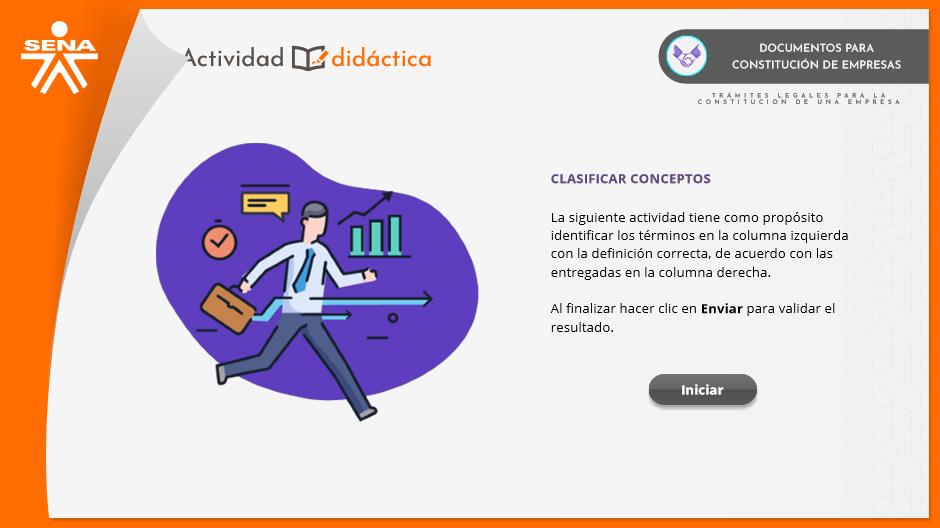 SENA
Actividad didáctica
DOCUMENTOS PARA
CONSTITUCIÓN DE EMPRESAS
TRÁMITES LEGALES PARA LA
CONSTITUCIÓN DE UNA EMPRESA
CLASIFICAR CONCEPTOS
La siguiente actividad tiene como propósito
identificar los términos en la columna izquierda
con la definición correcta, de acuerdo con las
entregadas en la columna derecha.
Al finalizar hacer clic en Enviar para validar el
resultado.
Iniciar